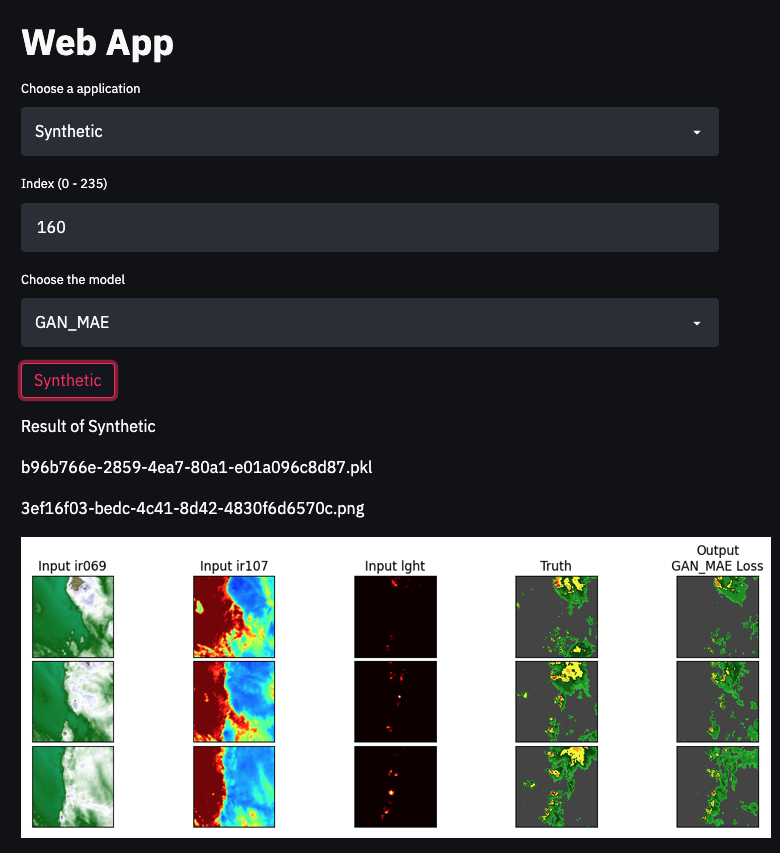 Web App
Choose a application
Synthetic
Index (0 - 235)
160
Choose the model
GAN_MAE
Synthetic
Result of Synthetic
b96b766e-2859-4ea7-80a1-e01a096c8d87.pkl
3ef16f03-bedc-4c41-8d42-4830f6d6570c.png
Input ir069
Input ir107
Input lght
Truth
Output
GAN_MAE Loss